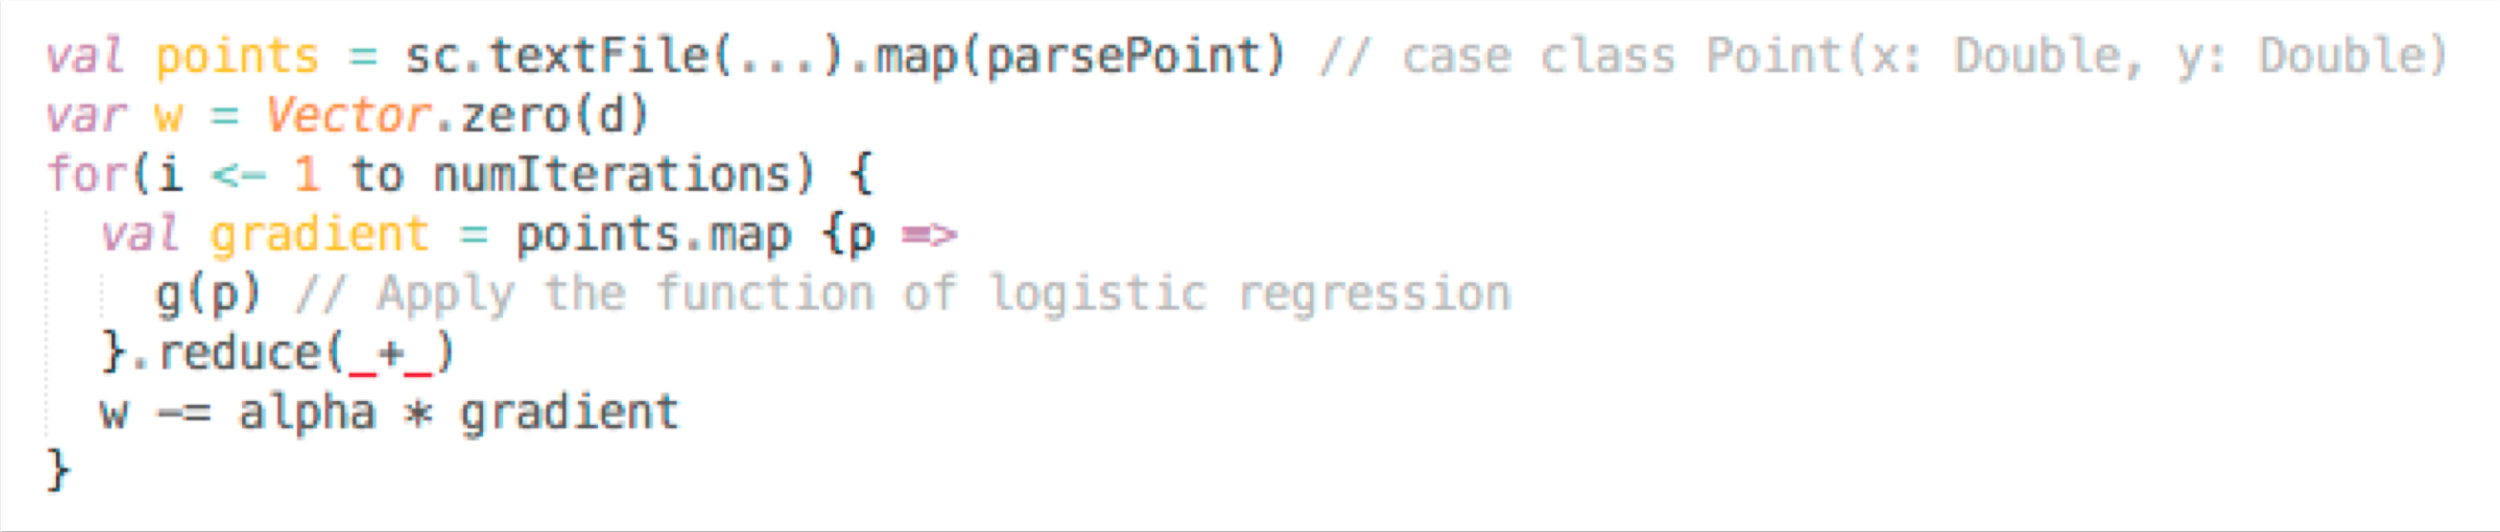 val points = sc.textFile(...).map(parsePoint) // case class Point(x: Double, y: Double)
var w = Vector.zero(d)
for(i <- 1 to numIterations) {
  val gradient = points.map {p =>
    g(p) // Apply the function of logistic regression
  }.reduce(_+_)
  w -= alpha * gradient
}